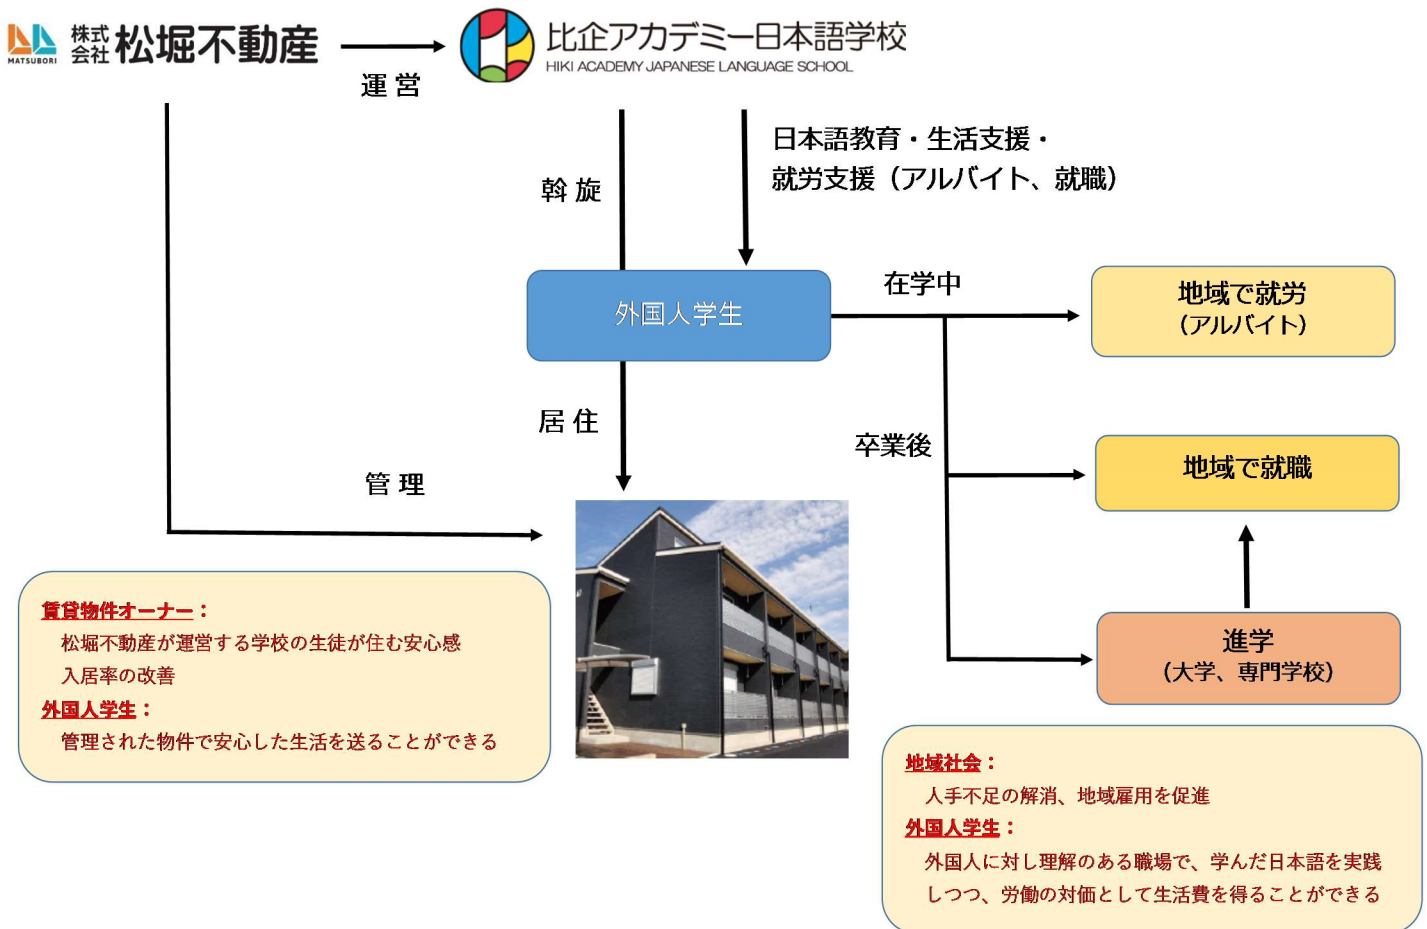 MATSUBORI
株式会社 松堀不動産
運営
比企アカデミー日本語学校
HIKI ACADEMY JAPANESE LANGUAGE SCHOOL
斡旋
日本語教育・生活支援・
就労支援（アルバイト、就職）
外国人学生
在学中
地域で就労
（アルバイト）
居住
卒業後
地域で就職
管理
進学
（大学、専門学校）
賃貸物件オーナー：
松堀不動産が運営する学校の生徒が住む安心感
入居率の改善
外国人学生：
管理された物件で安心した生活を送ることができる
地域社会：
人手不足の解消、地域雇用を促進
外国人学生：
外国人に対し理解のある職場で、学んだ日本語を実践
しつつ、労働の対価として生活費を得ることができる